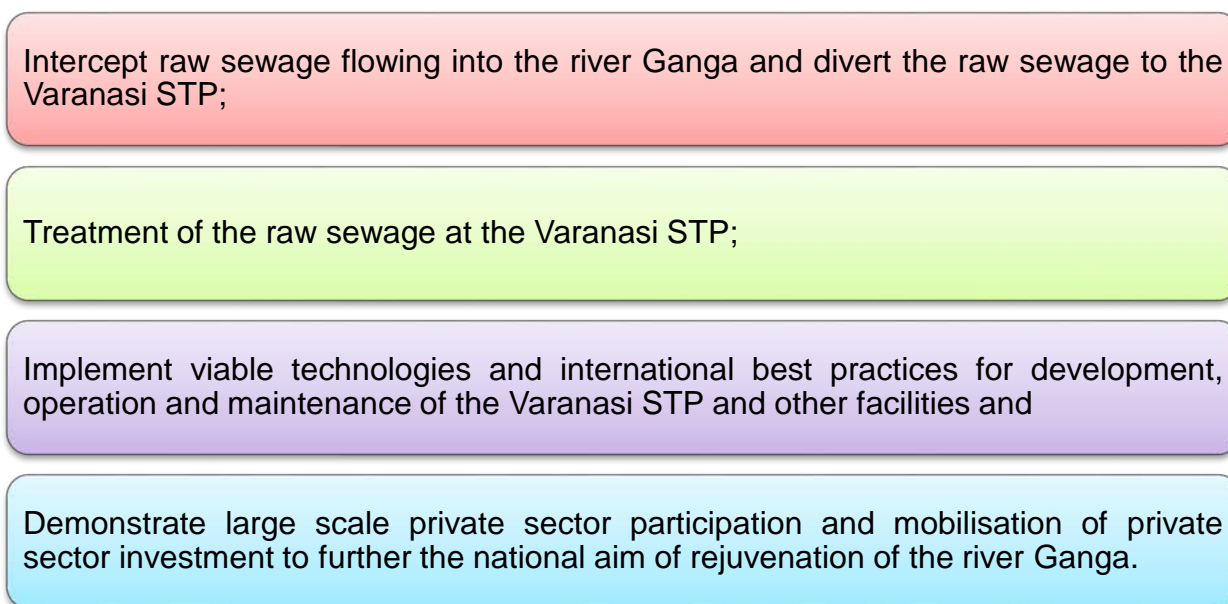 Intercept raw sewage flowing into the river Ganga and divert the raw sewage to the
Varanasi STP;
Treatment of the raw sewage at the Varanasi STP;
Implement viable technologies and international best practices for development,
operation and maintenance of the Varanasi STP and other facilities and
Demonstrate large scale private sector participation and mobilisation of private
sector investment to further the national aim of rejuvenation of the river Ganga.